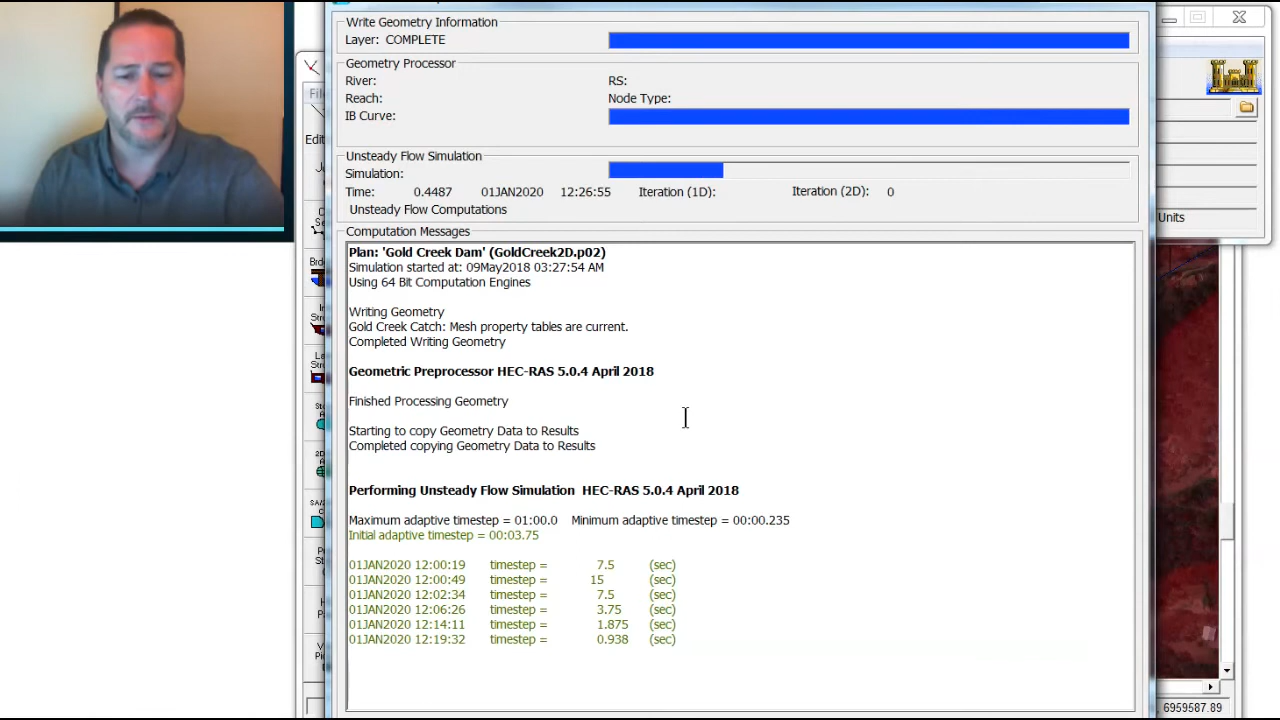 Write Geometry Information
Layer: COMPLETE
Geometry Processor
River: RS:
Reach: Node Type:
IB Curve:
Unsteady Flow Simulation
Simulation:
Time: 0.4487 01JAN2020 12:26:55 Iteration (1D): Iteration (2D): 0
Unsteady Flow Computations
Computation Messages
Plan: 'Gold Creek Dam' (GoldCreek2D.p02)
Simulation started at: 09May2018 03:27:54 AM
Using 64 Bit Computation Engines
Writing Geometry
Gold Creek Catch: Mesh property tables are current.
Completed Writing Geometry
Geometric Preprocessor HEC-RAS 5.0.4 April 2018
Finished Processing Geometry
Starting to copy Geometry Data to Results
Completed copying Geometry Data to Results
Performing Unsteady Flow Simulation HEC-RAS 5.0.4 April 2018
Maximum adaptive timestep = 01:00.0 Minimum adaptive timestep = 00:00.235
Initial adaptive timestep = 00:03.75
01JAN2020 12:00:19 timestep = 7.5 (sec)
01JAN2020 12:00:49 timestep = 15 (sec)
01JAN2020 12:02:34 timestep = 7.5 (sec)
01JAN2020 12:06:26 timestep = 3.75 (sec)
01JAN2020 12:14:11 timestep = 1.875 (sec)
01JAN2020 12:19:32 timestep = 0.938 (sec)
Units
6959587.89